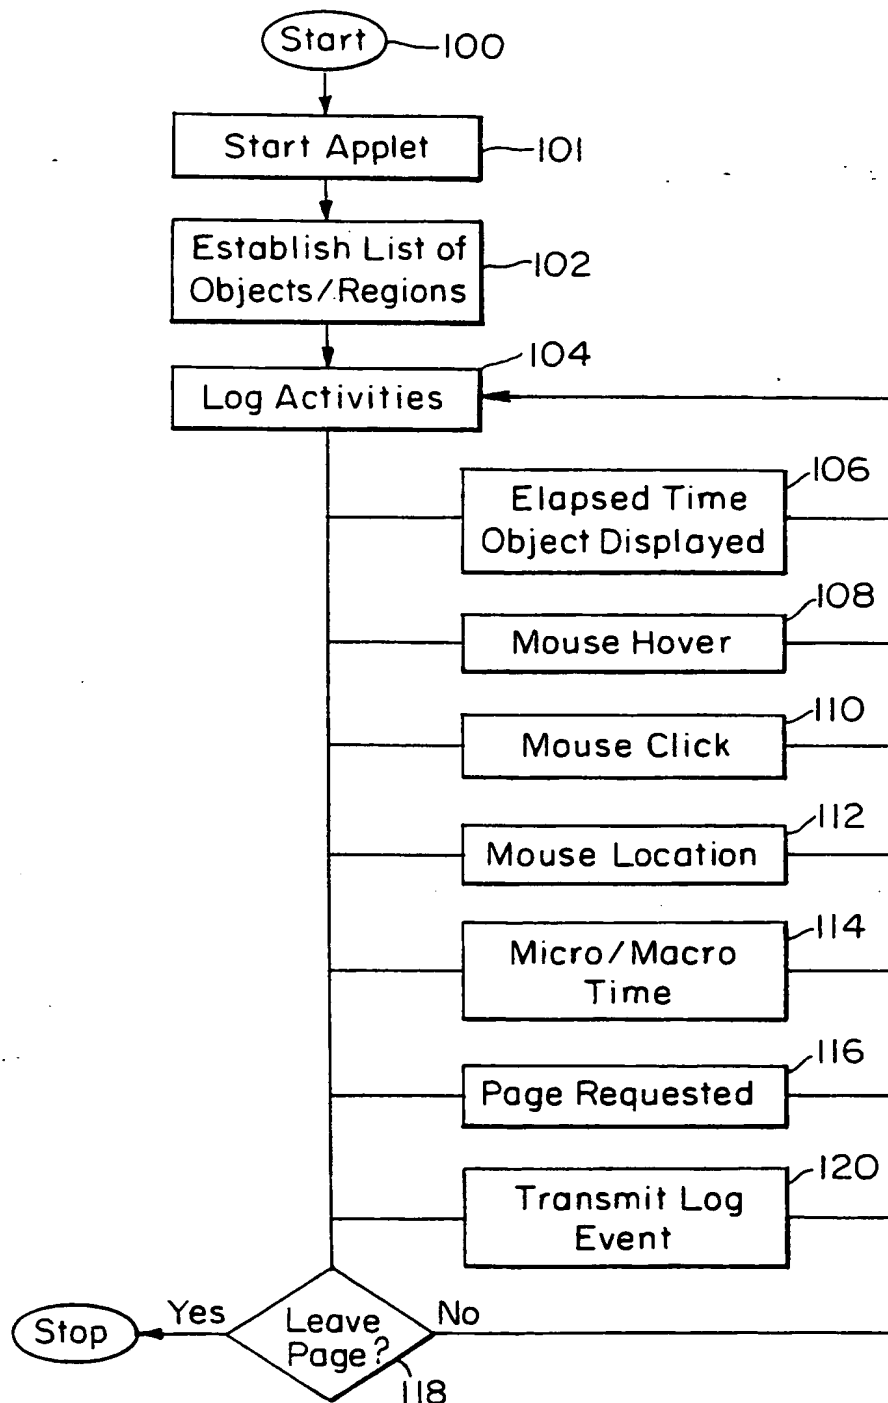 Start
100
Start Applet
101
Establish List of
Objects/Regions
102
104
Log Activities
106
Elapsed Time
Object Displayed
108
Mouse Hover
110
Mouse Click
112
Mouse Location
114
Micro/Macro
Time
116
Page Requested
120
Transmit Log
Event
Stop
Yes
Leave
Page?
No
118